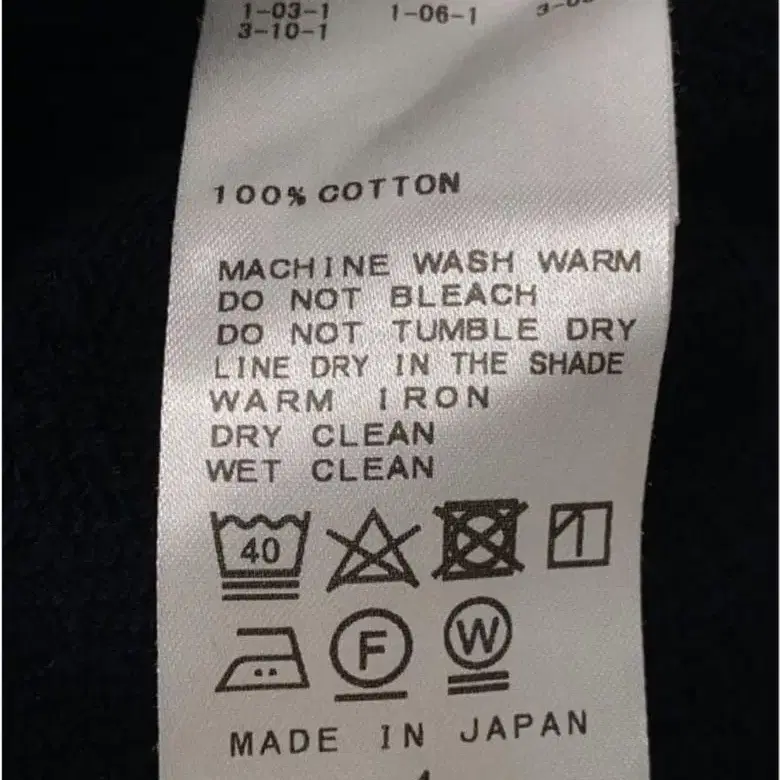 1-03-1 1-06-1
3-10-1
100% COTTON
MACHINE WASH WARM
DO NOT BLEACH
DO NOT TUMBLE DRY
LINE DRY IN THE SHADE
WARM IRON
DRY CLEAN
WET CLEAN
40
F W
MADE IN JAPAN